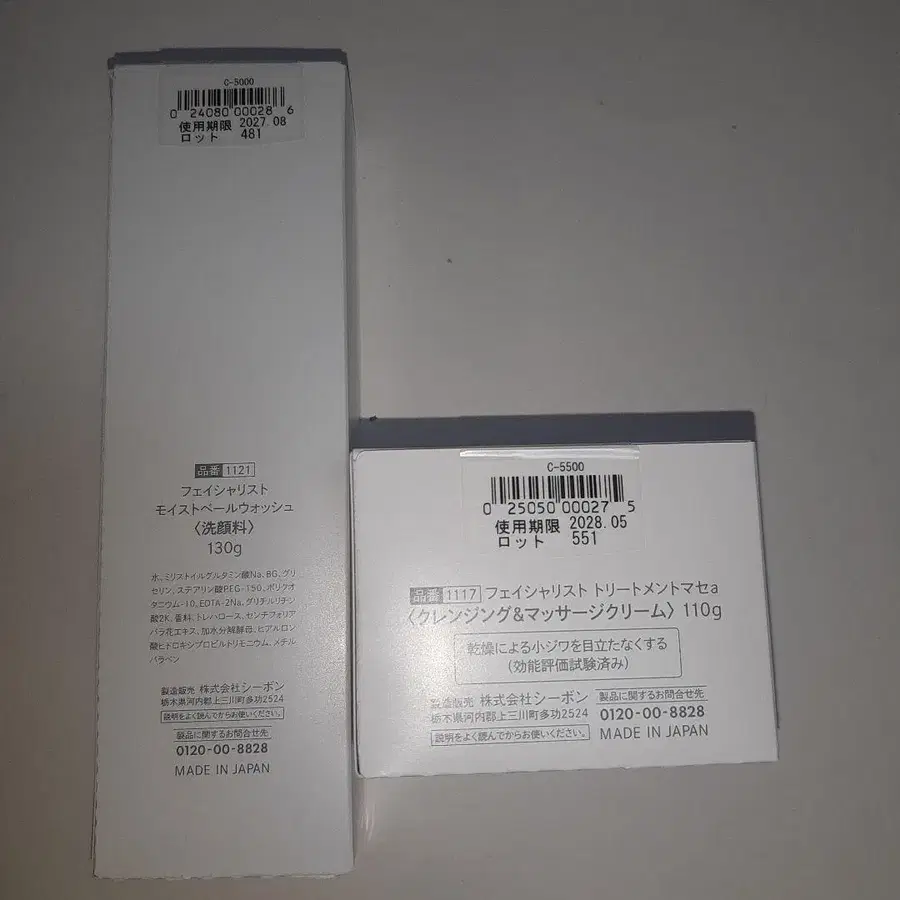 C-5000
0 24080 00028 6
使用期限 2027.08
ロット 481
品番 1121
フェイシャリスト
モイストベールウォッシュ
〈洗顔料〉
130g
水、ミリストイルグルタミン酸Na、BG、グリ
セリン、ステアリン酸PEG-150、ポリクオ
タニウム-10、EDTA-2Na、グリチルリチン
酸2K、香料、トレハロース、センチフォリア
バラ花エキス、加水分解酵母、ヒアルロン
酸ヒドロキシプロピルトリモニウム、メチル
パラベン
製造販売 株式会社シーボン
栃木県河内郡上三川町多功2524
説明をよく読んでからお使いください。
製品に関するお問合せ先
0120-00-8828
MADE IN JAPAN
C-5500
0 25050 00027 5
使用期限 2028.05
ロット 551
品番 1117 フェイシャリスト トリートメントマセa
〈クレンジング&マッサージクリーム〉 110g
乾燥による小ジワを目立たなくする
(効能評価試験済み)
製造販売 株式会社シーボン
栃木県河内郡上三川町多功2524
説明をよく読んでからお使いください。
製品に関するお問合せ先
0120-00-8828
MADE IN JAPAN